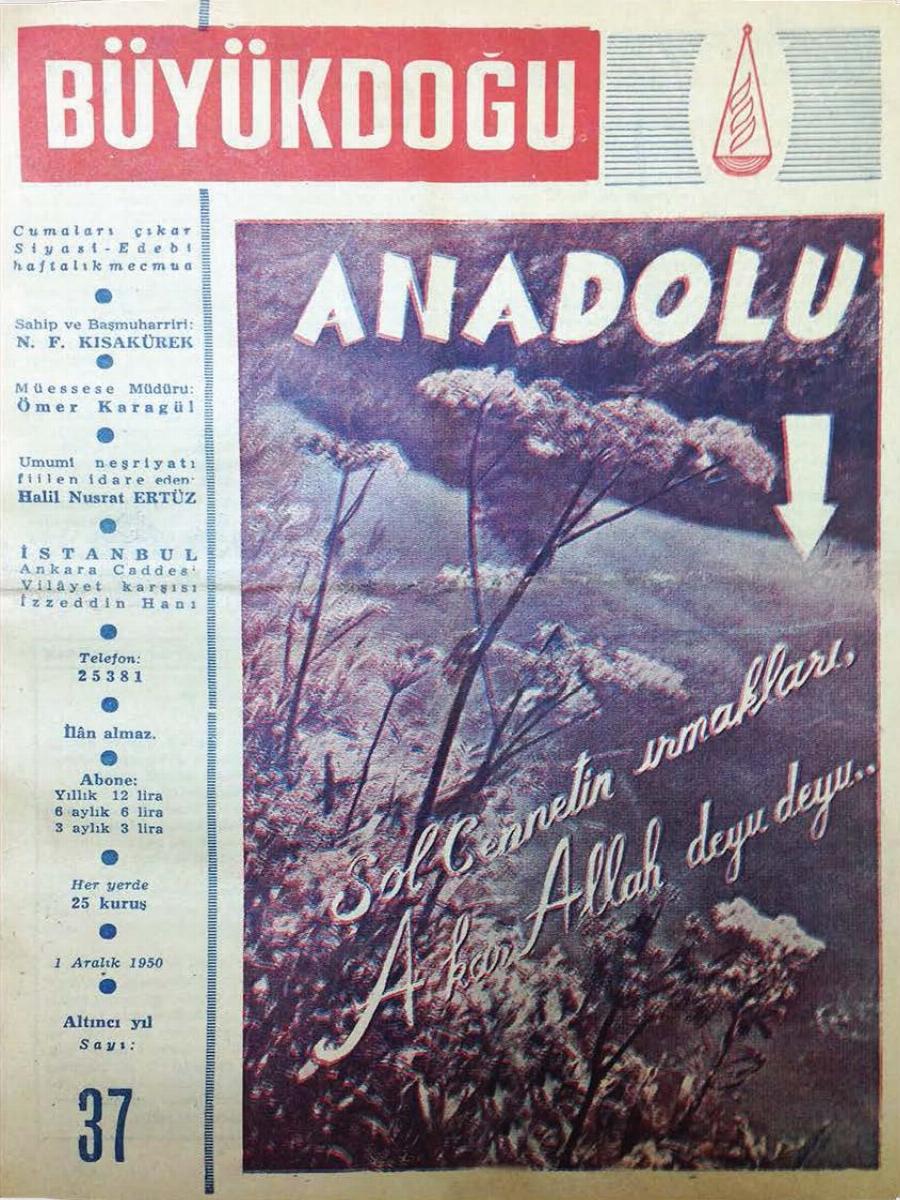 BÜYÜKDOĞU
Cumaları çıkar
Siyasi - Edebi
haftalık mecmua
Sahip ve Başmuharriri:
N. F. KISAKÜREK
Müessese Müdürü:
Ömer Karagül
Umumi neşriyatı
fiilen idare eden:
Halil Nusrat ERTÜZ
İSTANBUL
Ankara Caddesi
Vilâyet karşısı
İzzeddin Hanı
Telefon:
25381
İlân almaz.
Abone:
Yıllık 12 lira
6 aylık 6 lira
3 aylık 3 lira
Her yerde
25 kuruş
1 Aralık 1950
Altıncı yıl
Sayı:
37
ANADOLU
Şol Cennetin ırmakları,
Akar Allah deyu deyu..